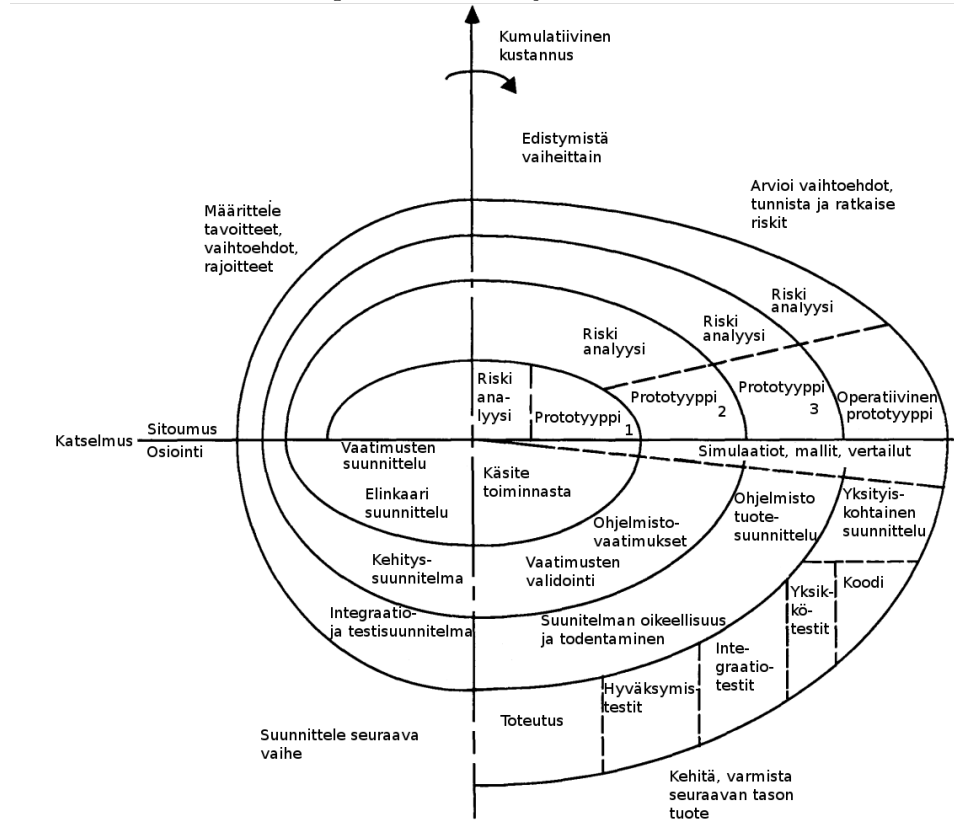 Kumulatiivinen
kustannus
Edistymistä
vaiheittain
Arvioi vaihtoehdot,
tunnista ja ratkaise
riskit
Määrittele
tavoitteet,
vaihtoehdot,
rajoitteet
Riski
analyysi
Riski
analyysi
Riski
analyysi
Riski
ana-
lyysi
Prototyyppi
1
Prototyyppi
2
Prototyyppi
3
Operatiivinen
prototyyppi
Katselmus
Sitoumus
Osiointi
Vaatimusten
suunnittelu
Simulaatiot, mallit, vertailut
Käsite
toiminnasta
Elinkaari
suunnittelu
Ohjelmisto-
vaatimukset
Ohjelmisto
tuote-
suunnittelu
Yksityis-
kohtainen
suunnittelu
Kehitys-
suunnitelma
Vaatimusten
validointi
Yksik-
kö-
testit
Koodi
Integraatio-
ja testisuunnitelma
Suunitelman oikeellisuus
ja todentaminen
Inte-
graatio-
testit
Hyväksymis-
testit
Toteutus
Suunnittele seuraava
vaihe
Kehitä, varmista
seuraavan tason
tuote